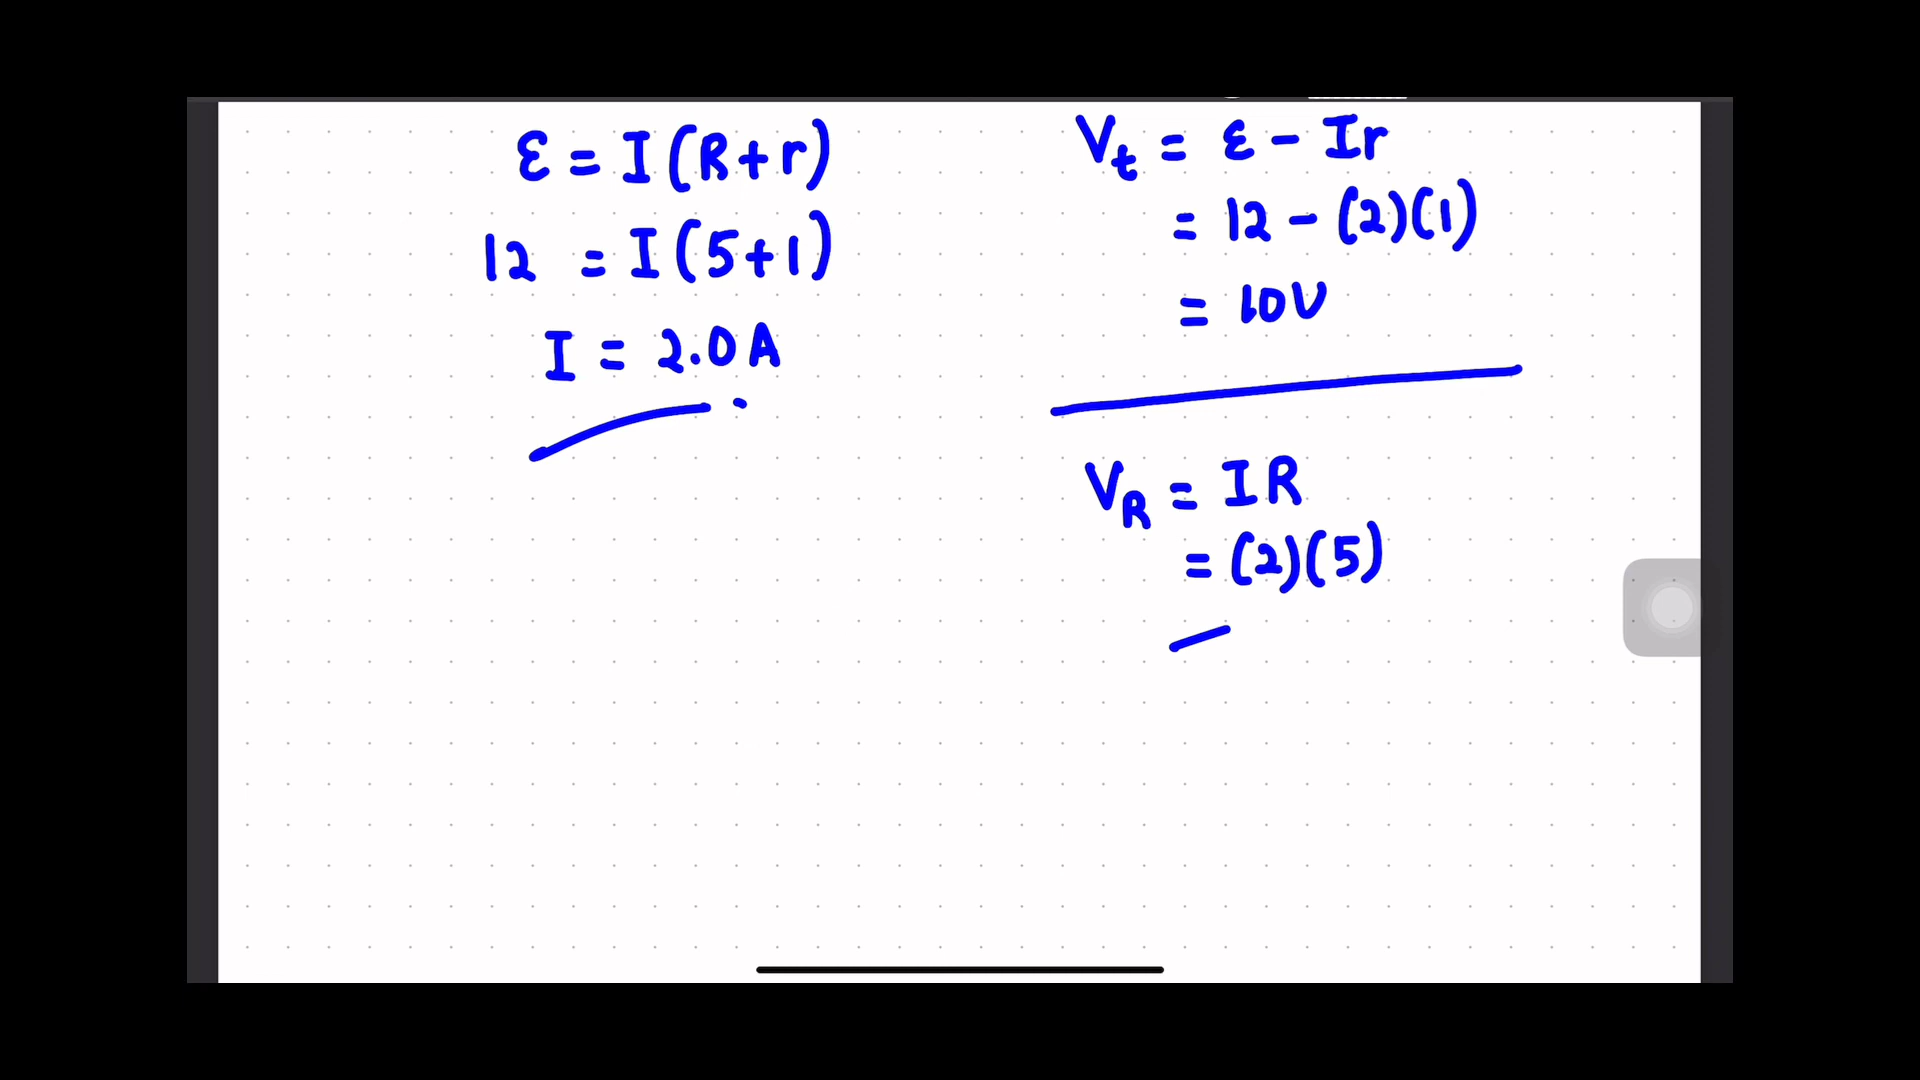 ε = I(R+r)
12 = I(5+1)
I = 2.0A
Vt = ε - Ir
= 12 - (2)(1)
= 10V
VR = IR
= (2)(5)